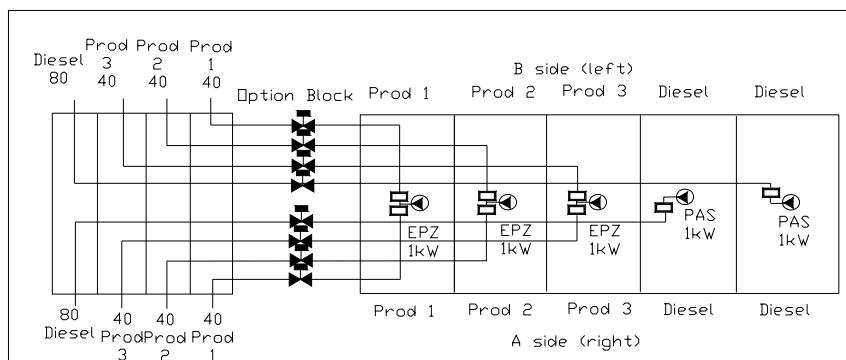 Diesel
80
Prod
3
40
Prod
2
40
Prod
1
40
Option Block
B side (left)
Prod 1
Prod 2
Prod 3
Diesel
Diesel
EPZ
1kW
EPZ
1kW
EPZ
1kW
PAS
1kW
PAS
1kW
80
Diesel
40
Prod
3
40
Prod
2
40
Prod
1
Prod 1
Prod 2
Prod 3
Diesel
Diesel
A side (right)